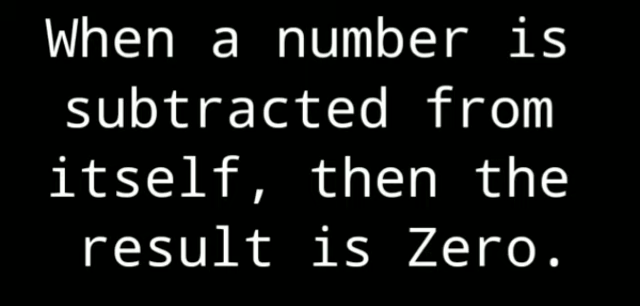 When a number is
subtracted from
itself, then the
result is Zero.